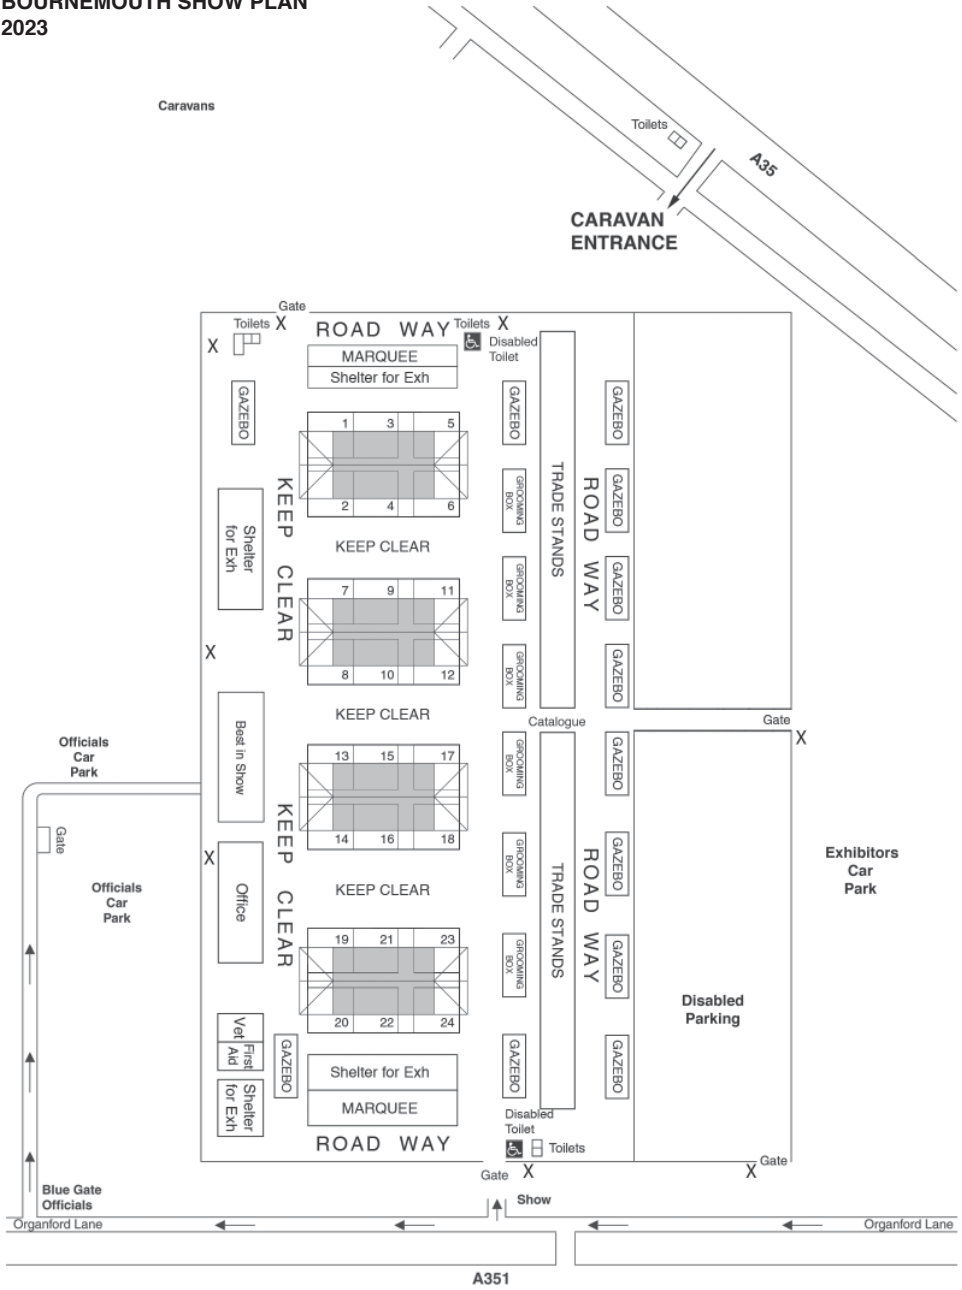 BOURNEMOUTH SHOW PLAN
2023
Caravans
Toilets
A35
CARAVAN
ENTRANCE
Gate
Toilets X
X
ROAD WAY
Toilets X
Disabled
Toilet
MARQUEE
Shelter for Exh
GAZEBO
1 3 5
2 4 6
KEEP CLEAR
Shelter
for Exh
KEEP CLEAR
7 9 11
8 10 12
KEEP CLEAR
X
Best in Show
13 15 17
14 16 18
KEEP CLEAR
X
Office
KEEP CLEAR
19 21 23
20 22 24
Vet
First
Aid
Shelter
for Exh
GAZEBO
Shelter for Exh
MARQUEE
ROAD WAY
GAZEBO
GROOMING
BOX
GROOMING
BOX
GROOMING
BOX
Catalogue
GROOMING
BOX
GROOMING
BOX
GROOMING
BOX
GAZEBO
TRADE STANDS
TRADE STANDS
ROAD WAY
ROAD WAY
GAZEBO
GAZEBO
GAZEBO
GAZEBO
GAZEBO
GAZEBO
GAZEBO
GAZEBO
Gate
X
Exhibitors
Car
Park
Disabled
Parking
Officials
Car
Park
Gate
Officials
Car
Park
Disabled
Toilet
Toilets
Gate X
X Gate
Blue Gate
Officials
Show
Organford Lane
Organford Lane
A351